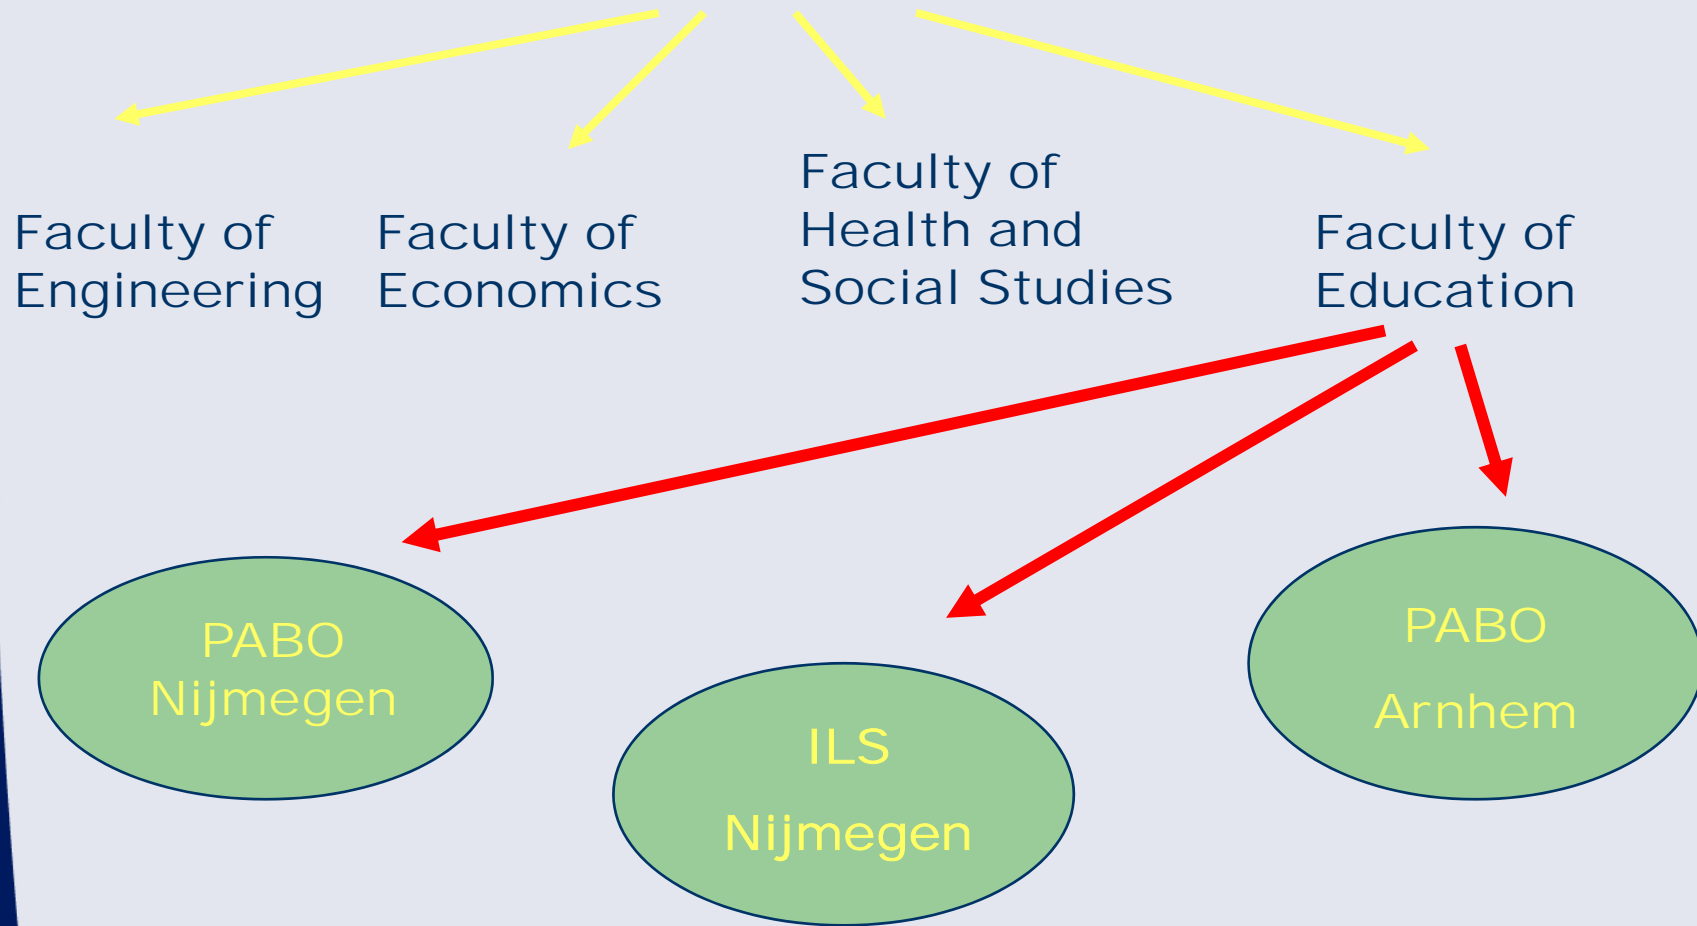 Faculty of
Engineering
Faculty of
Economics
Faculty of
Health and
Social Studies
Faculty of
Education
PABO
Nijmegen
ILS
Nijmegen
PABO
Arnhem